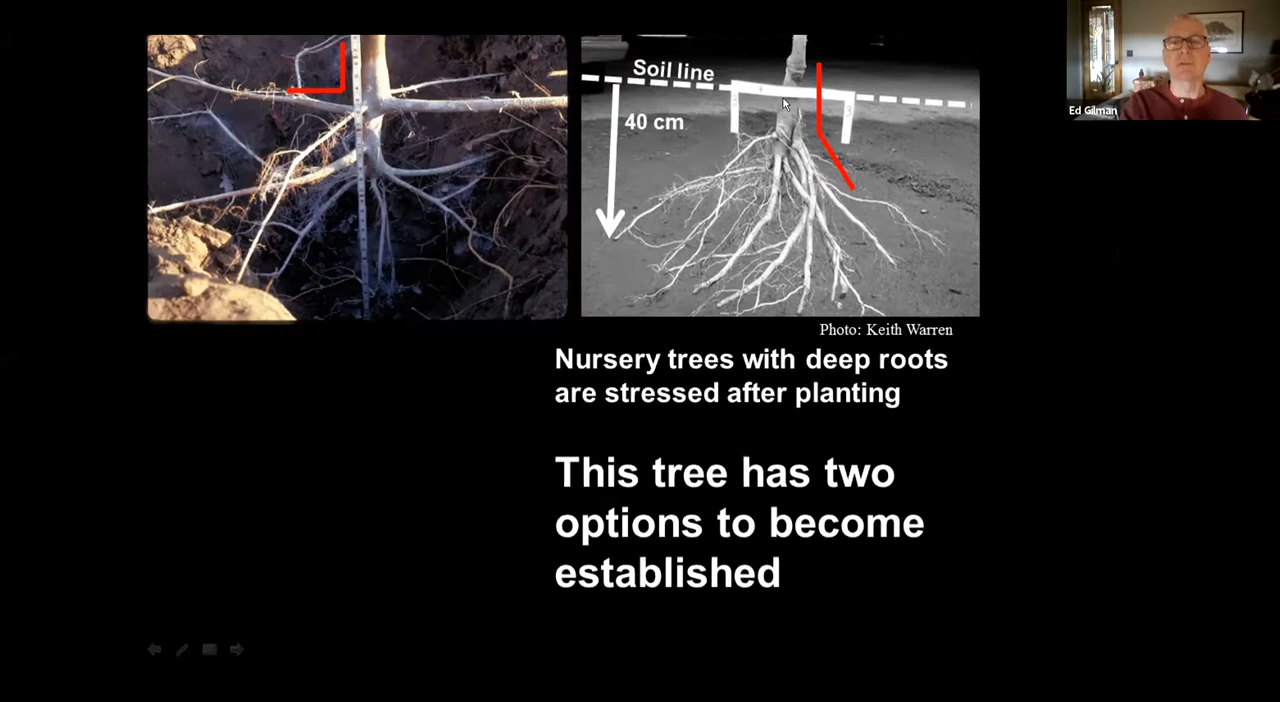 Soil line
40 cm
Ed Gilman
Photo: Keith Warren
Nursery trees with deep roots
are stressed after planting
This tree has two
options to become
established